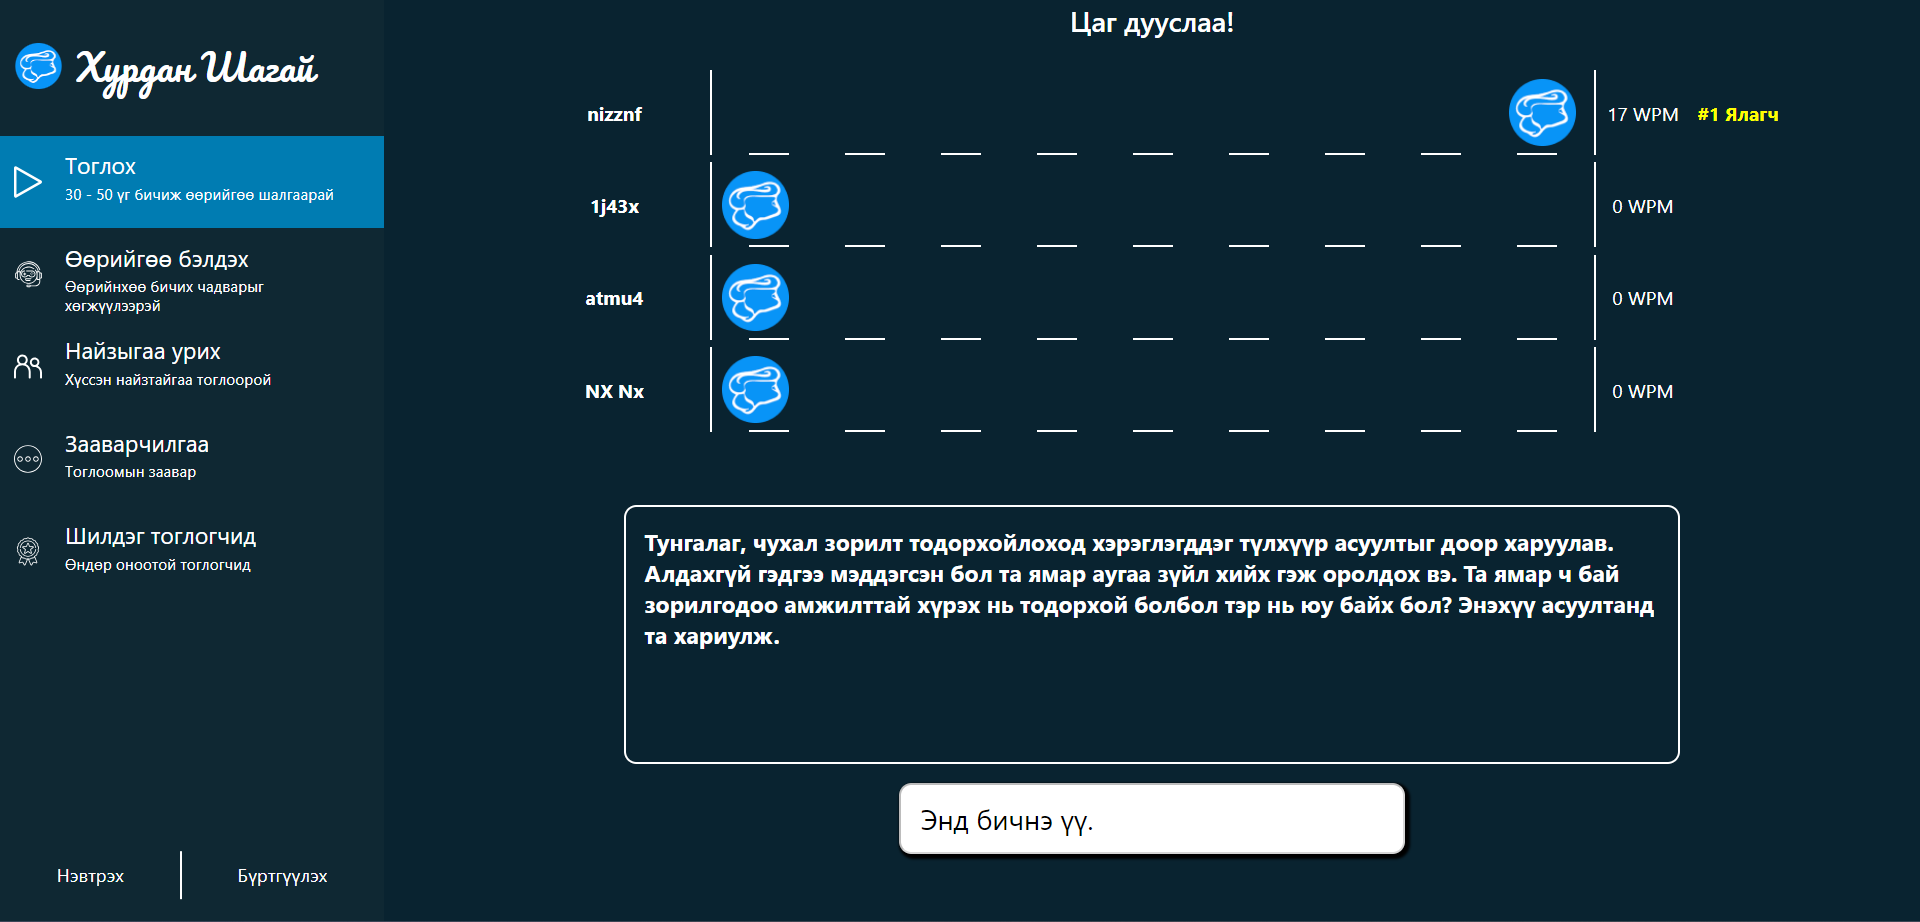 Хурдан Шагай
Тоглох
30 - 50 үг бичиж өөрийгөө шалгаарай
Өөрийгөө бэлдэх
Өөрийнхөө бичих чадварыг
хөгжүүлээрэй
Найзыгаа урих
Хүссэн найзтайгаа тоглоорой
Зааварчилгаа
Тоглоомын заавар
Шилдэг тоглогчид
Өндөр оноотой тоглогчид
Нэвтрэх
Бүртгүүлэх
Цаг дууслаа!
nizznf
17 WPM #1 Ялагч
1j43x
0 WPM
atmu4
0 WPM
NX Nx
0 WPM
Тунгалаг, чухал зорилт тодорхойлоход хэрэглэгддэг түлхүүр асуултыг доор харуулав.
Алдахгүй гэдгээ мэддэгсэн бол та ямар аугаа зүйл хийх гэж оролдох вэ. Та ямар ч бай
зорилгодоо амжилттай хүрэх нь тодорхой болбол тэр нь юу байх бол? Энэхүү асуултанд
та хариулж.
Энд бичнэ үү.